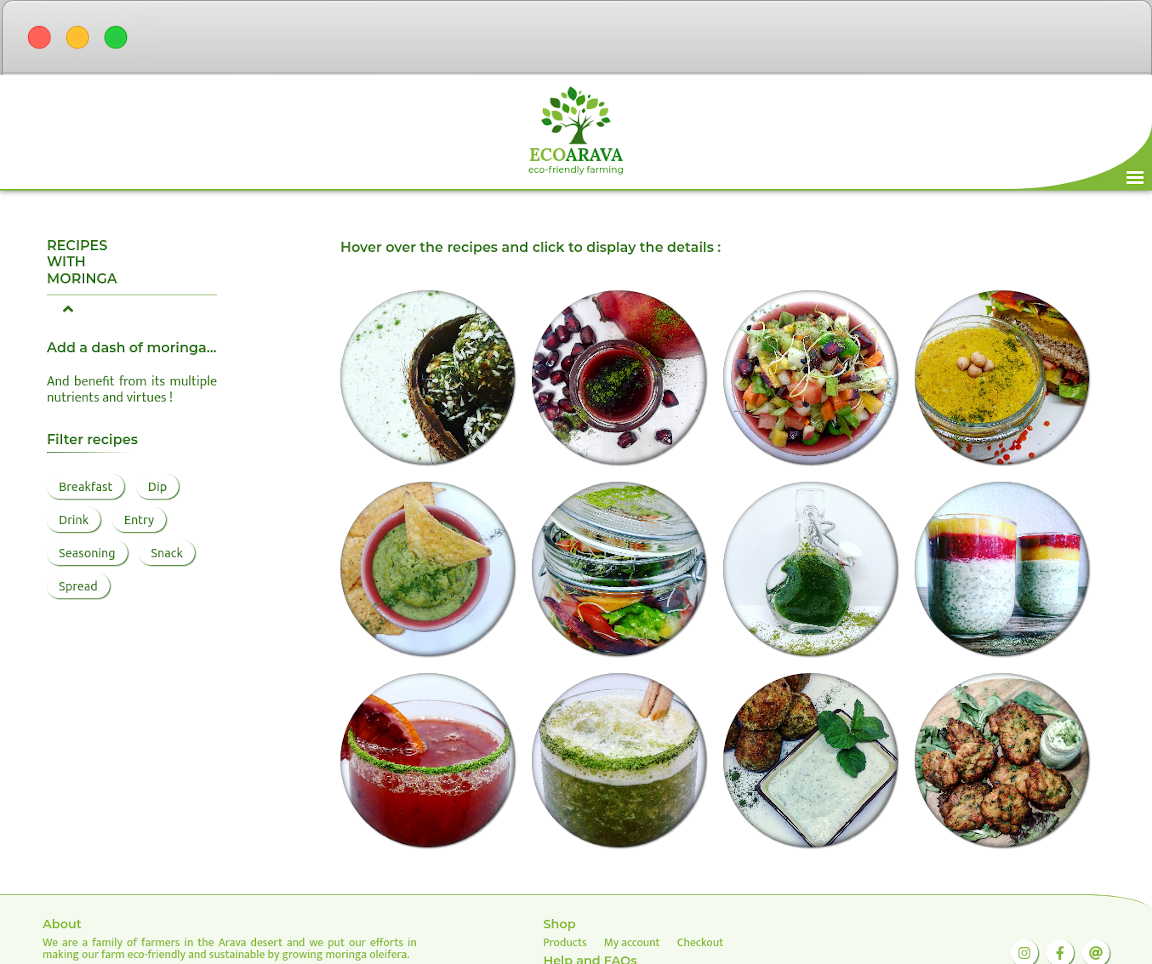 ECOARAVA
eco-friendly farming
RECIPES
WITH
MORINGA
Add a dash of moringa...
And benefit from its multiple
nutrients and virtues !
Filter recipes
Breakfast Dip
Drink Entry
Seasoning Snack
Spread
Hover over the recipes and click to display the details :
About
We are a family of farmers in the Arava desert and we put our efforts in
making our farm eco-friendly and sustainable by growing moringa oleifera.
Shop
Products My account Checkout
Help and FAQs